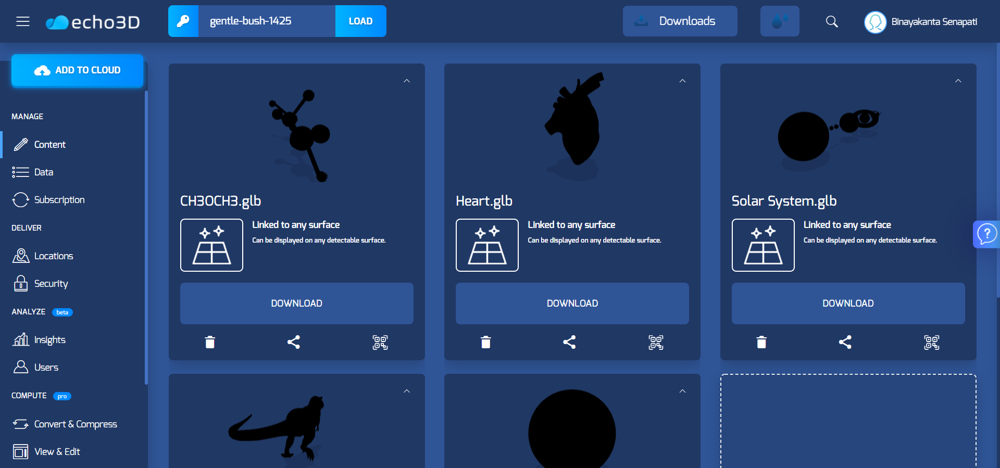 echo3D
gentle-bush-1425
LOAD
Downloads
Binayakanta Senapati
ADD TO CLOUD
MANAGE
Content
Data
Subscription
DELIVER
Locations
Security
ANALYZE beta
Insights
Users
COMPUTE pro
Convert & Compress
View & Edit
CH3OCH3.glb
Linked to any surface
Can be displayed on any detectable surface.
DOWNLOAD
Heart.glb
Linked to any surface
Can be displayed on any detectable surface.
DOWNLOAD
Solar System.glb
Linked to any surface
Can be displayed on any detectable surface.
DOWNLOAD
?